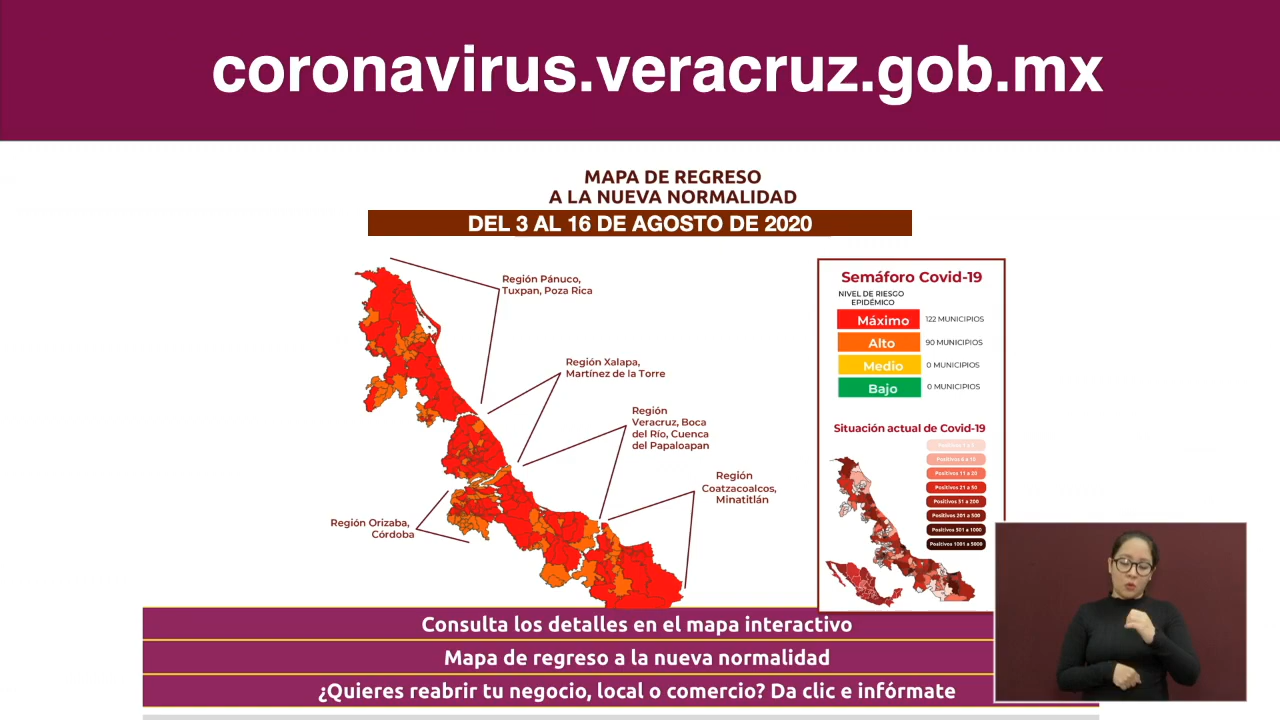 coronavirus.veracruz.gob.mx
MAPA DE REGRESO
A LA NUEVA NORMALIDAD
DEL 3 AL 16 DE AGOSTO DE 2020
Región Pánuco,
Tuxpan, Poza Rica
Región Xalapa,
Martínez de la Torre
Región
Veracruz, Boca
del Río, Cuenca
del Papaloapan
Región
Coatzacoalcos,
Minatitlán
Región Orizaba,
Córdoba
Semáforo Covid-19
NIVEL DE RIESGO
EPIDÉMICO
Máximo 122 MUNICIPIOS
Alto 90 MUNICIPIOS
Medio 0 MUNICIPIOS
Bajo 0 MUNICIPIOS
Situación actual de Covid-19
Positivos 6 a 10
Positivos 11 a 20
Positivos 21 a 50
Positivos 51 a 200
Positivos 201 a 500
Positivos 501 a 1000
Positivos 1001 a 5000
Consulta los detalles en el mapa interactivo
Mapa de regreso a la nueva normalidad
¿Quieres reabrir tu negocio, local o comercio? Da clic e infórmate